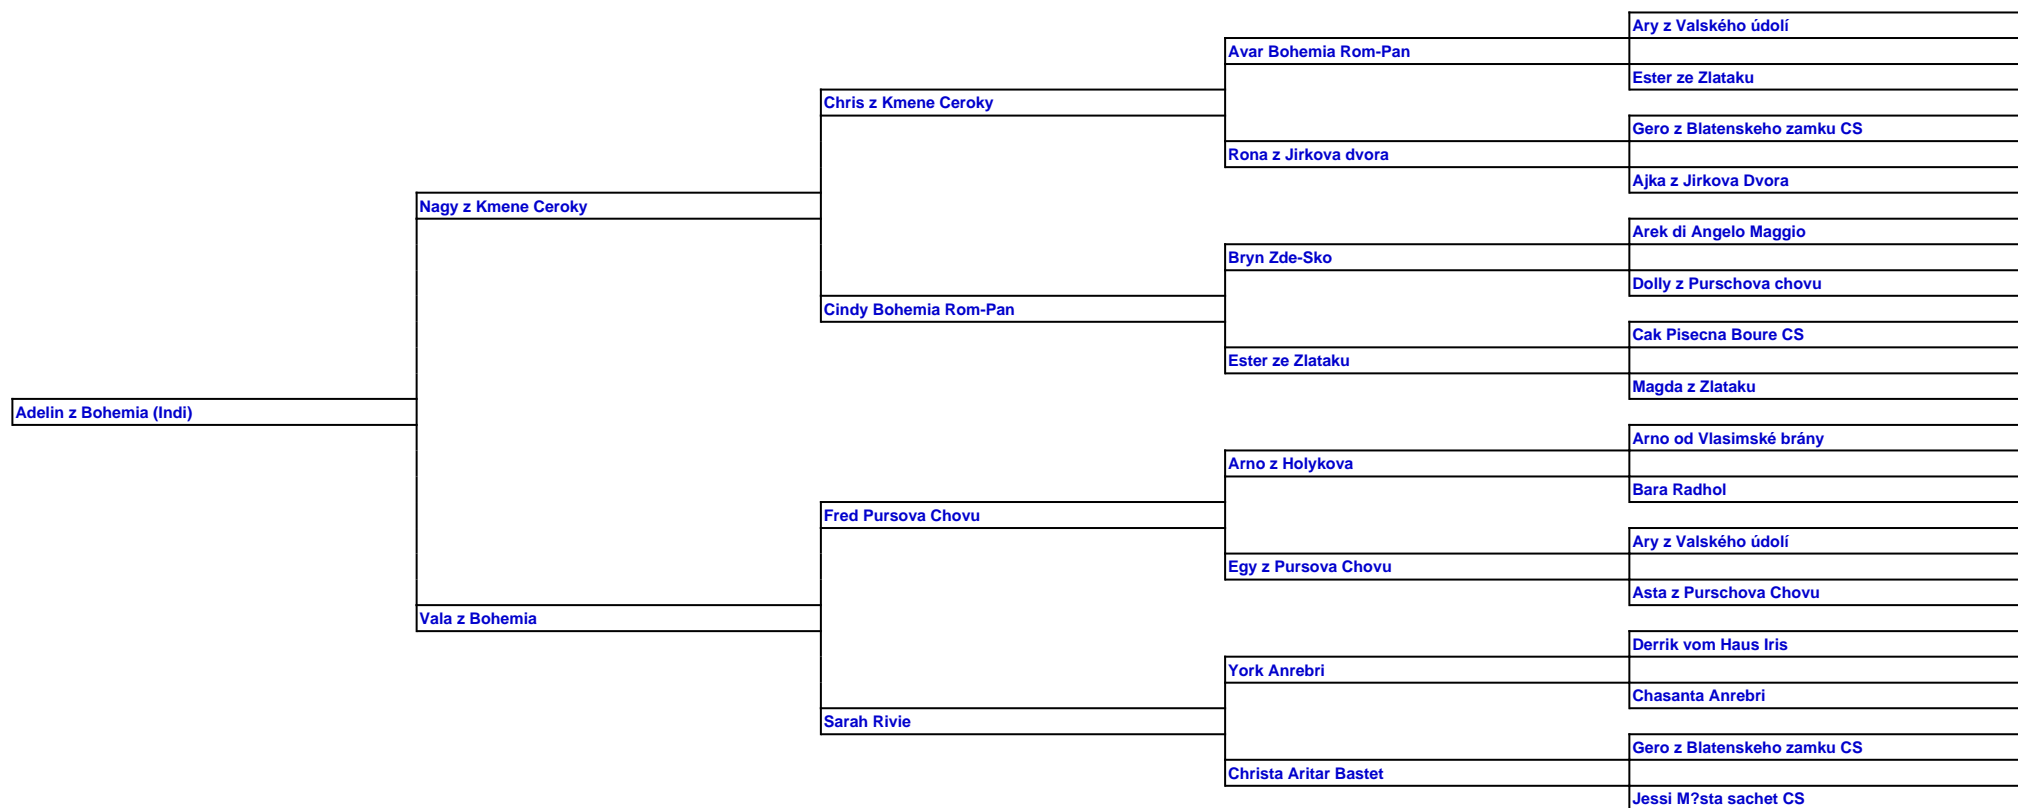 Ary z Valského údolí
Avar Bohemia Rom-Pan
Ester ze Zlataku
Chris z Kmene Ceroky
Gero z Blatenskeho zamku CS
Rona z Jirkova dvora
Ajka z Jirkova Dvora
Nagy z Kmene Ceroky
Arek di Angelo Maggio
Bryn Zde-Sko
Dolly z Purschova chovu
Cindy Bohemia Rom-Pan
Cak Pisecna Boure CS
Ester ze Zlataku
Magda z Zlataku
Adelin z Bohemia (Indi)
Arno od Vlasimské brány
Arno z Holykova
Bara Radhol
Fred Pursova Chovu
Ary z Valského údolí
Egy z Pursova Chovu
Asta z Purschova Chovu
Vala z Bohemia
Derrik vom Haus Iris
York Anrebri
Chasanta Anrebri
Sarah Rivie
Gero z Blatenskeho zamku CS
Christa Aritar Bastet
Jessi M?sta sachet CS